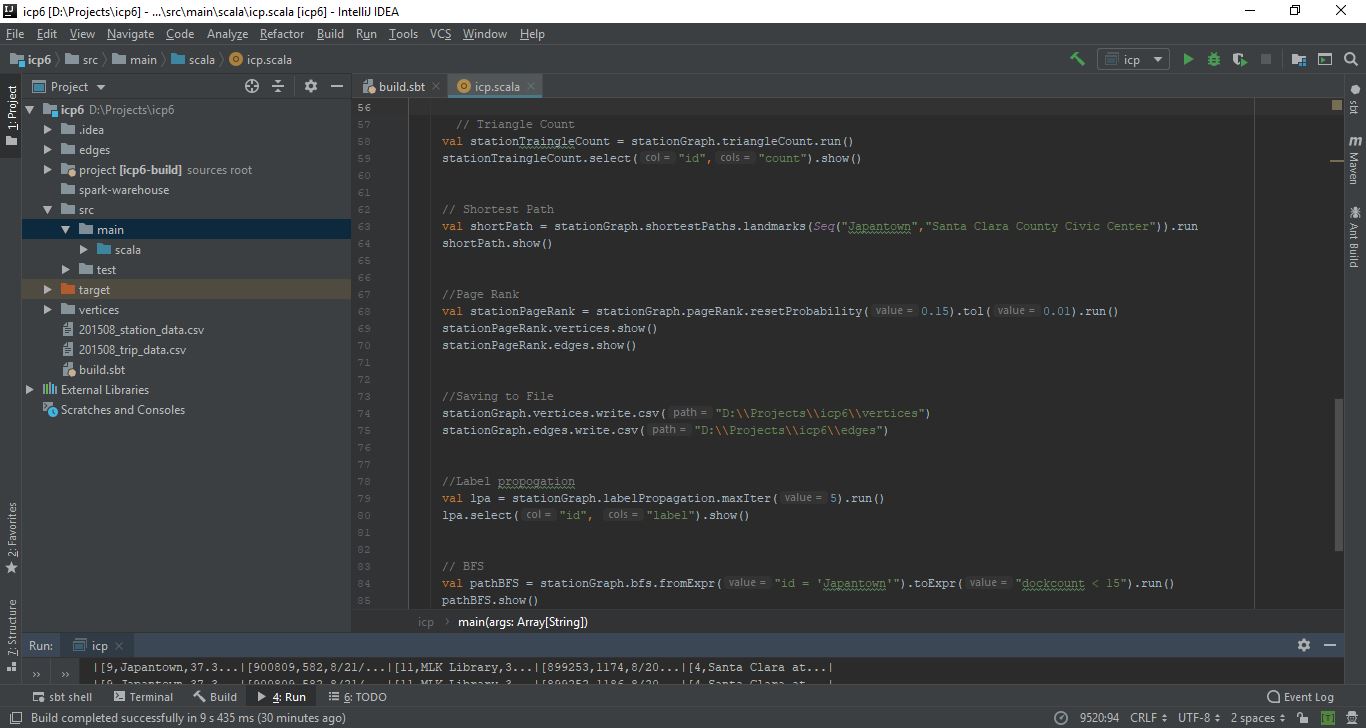 icp6 [D:\Projects\icp6] - ...\src\main\scala\icp.scala [icp6] - IntelliJ IDEA
File Edit View Navigate Code Analyze Refactor Build Run Tools VCS Window Help
icp6 src main scala icp.scala icp
Project build.sbt icp.scala
1: Project
icp6 D:\Projects\icp6
.idea
edges
project [icp6-build] sources root
spark-warehouse
src
main
scala
test
target
vertices
201508_station_data.csv
201508_trip_data.csv
build.sbt
External Libraries
Scratches and Consoles
2: Favorites
7: Structure
56
57 // Triangle Count
58 val stationTraingleCount = stationGraph.triangleCount.run()
59 stationTraingleCount.select( col = "id", cols = "count").show()
60
61
62 // Shortest Path
63 val shortPath = stationGraph.shortestPaths.landmarks(Seq("Japantown","Santa Clara County Civic Center")).run
64 shortPath.show()
65
66
67 //Page Rank
68 val stationPageRank = stationGraph.pageRank.resetProbability( value = 0.15).tol( value = 0.01).run()
69 stationPageRank.vertices.show()
70 stationPageRank.edges.show()
71
72
73 //Saving to File
74 stationGraph.vertices.write.csv( path = "D:\\Projects\\icp6\\vertices")
75 stationGraph.edges.write.csv( path = "D:\\Projects\\icp6\\edges")
76
77
78 //Label propogation
79 val lpa = stationGraph.labelPropagation.maxIter( value = 5).run()
80 lpa.select( col = "id", cols = "label").show()
81
82
83 // BFS
84 val pathBFS = stationGraph.bfs.fromExpr( value = "id = 'Japantown'").toExpr( value = "dockcount < 15").run()
85 pathBFS.show()
icp main(args: Array[String])
sbt
Maven
Ant Build
Run: icp
|[9,Japantown,37.3...|[900809,582,8/21/...|[11,MLK Library,3...|[899253,1174,8/20...|[4,Santa Clara at...|
sbt shell Terminal Build 4: Run 6: TODO Event Log
Build completed successfully in 9 s 435 ms (30 minutes ago) 9520:94 CRLF UTF-8 2 spaces